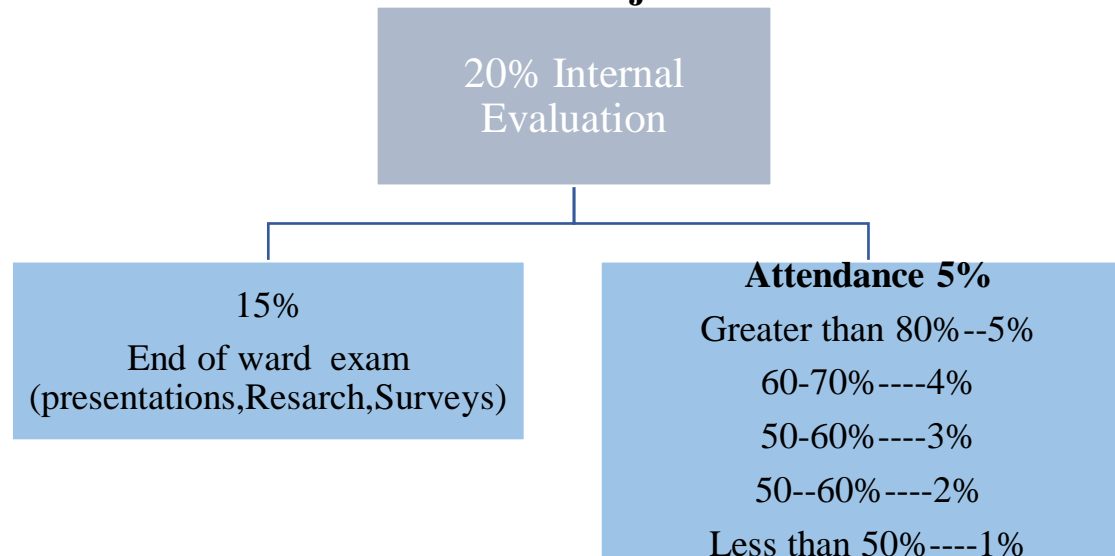 20% Internal
Evaluation
15%
End of ward exam
(presentations,Resarch,Surveys)
Attendance 5%
Greater than 80%--5%
60-70%----4%
50-60%----3%
50--60%----2%
Less than 50%----1%